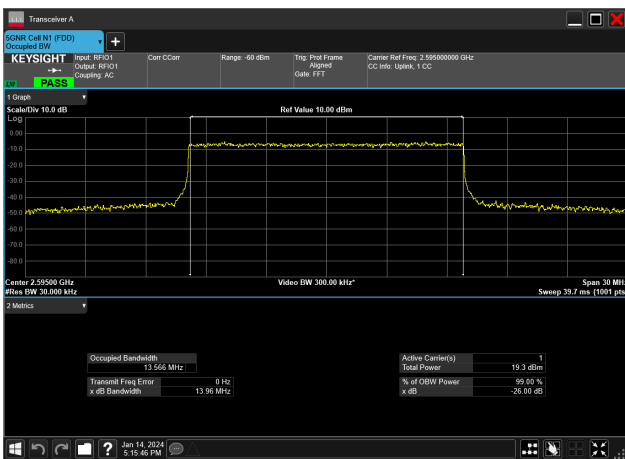 Transceiver A
5GNR Cell N1 (FDD)
Occupied BW
KEYSIGHT
PASS
Input: RFIO1
Output: RFIO1
Coupling: AC
Corr CCorr
Range: -60 dBm
Trig: Prot Frame
Aligned
Gate: FFT
Carrier Ref Freq: 2.595000000 GHz
CC Info: Uplink, 1 CC
1 Graph
Scale/Div 10.0 dB
Ref Value 10.00 dBm
Log
0.00
-10.0
-20.0
-30.0
-40.0
-50.0
-60.0
-70.0
-80.0
Center 2.59500 GHz
Video BW 300.00 kHz*
Span 30 MHz
#Res BW 30.000 kHz
Sweep 39.7 ms (1001 pts
2 Metrics
Occupied Bandwidth
13.566 MHz
Active Carrier(s) 1
Total Power 19.3 dBm
Transmit Freq Error 0 Hz
x dB Bandwidth 13.96 MHz
% of OBW Power 99.00 %
x dB -26.00 dB
Jan 14, 2024
5:15:46 PM